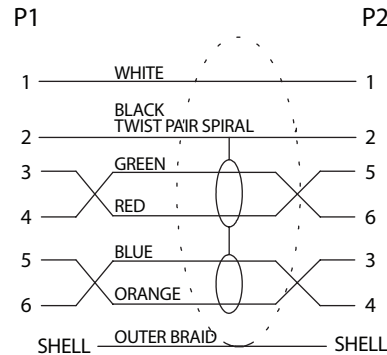 P1 P2
1 WHITE 1
BLACK
2 TWIST PAIR SPIRAL 2
3 GREEN 5
4 RED 6
5 BLUE 3
6 ORANGE 4
SHELL OUTER BRAID SHELL